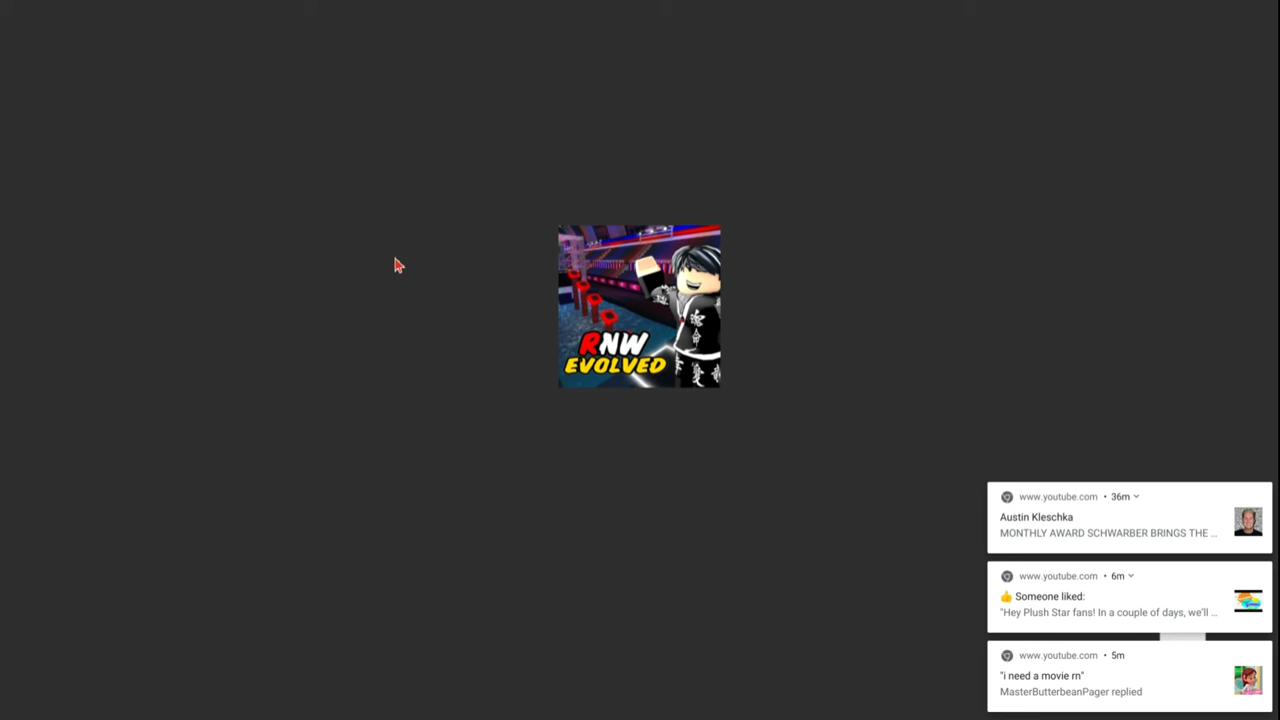 RNW
EVOLVED
www.youtube.com • 36m
Austin Kleschka
MONTHLY AWARD SCHWARBER BRINGS THE ...
www.youtube.com • 6m
👍 Someone liked:
"Hey Plush Star fans! In a couple of days, we'll ...
www.youtube.com • 5m
"i need a movie rn"
MasterButterbeanPager replied